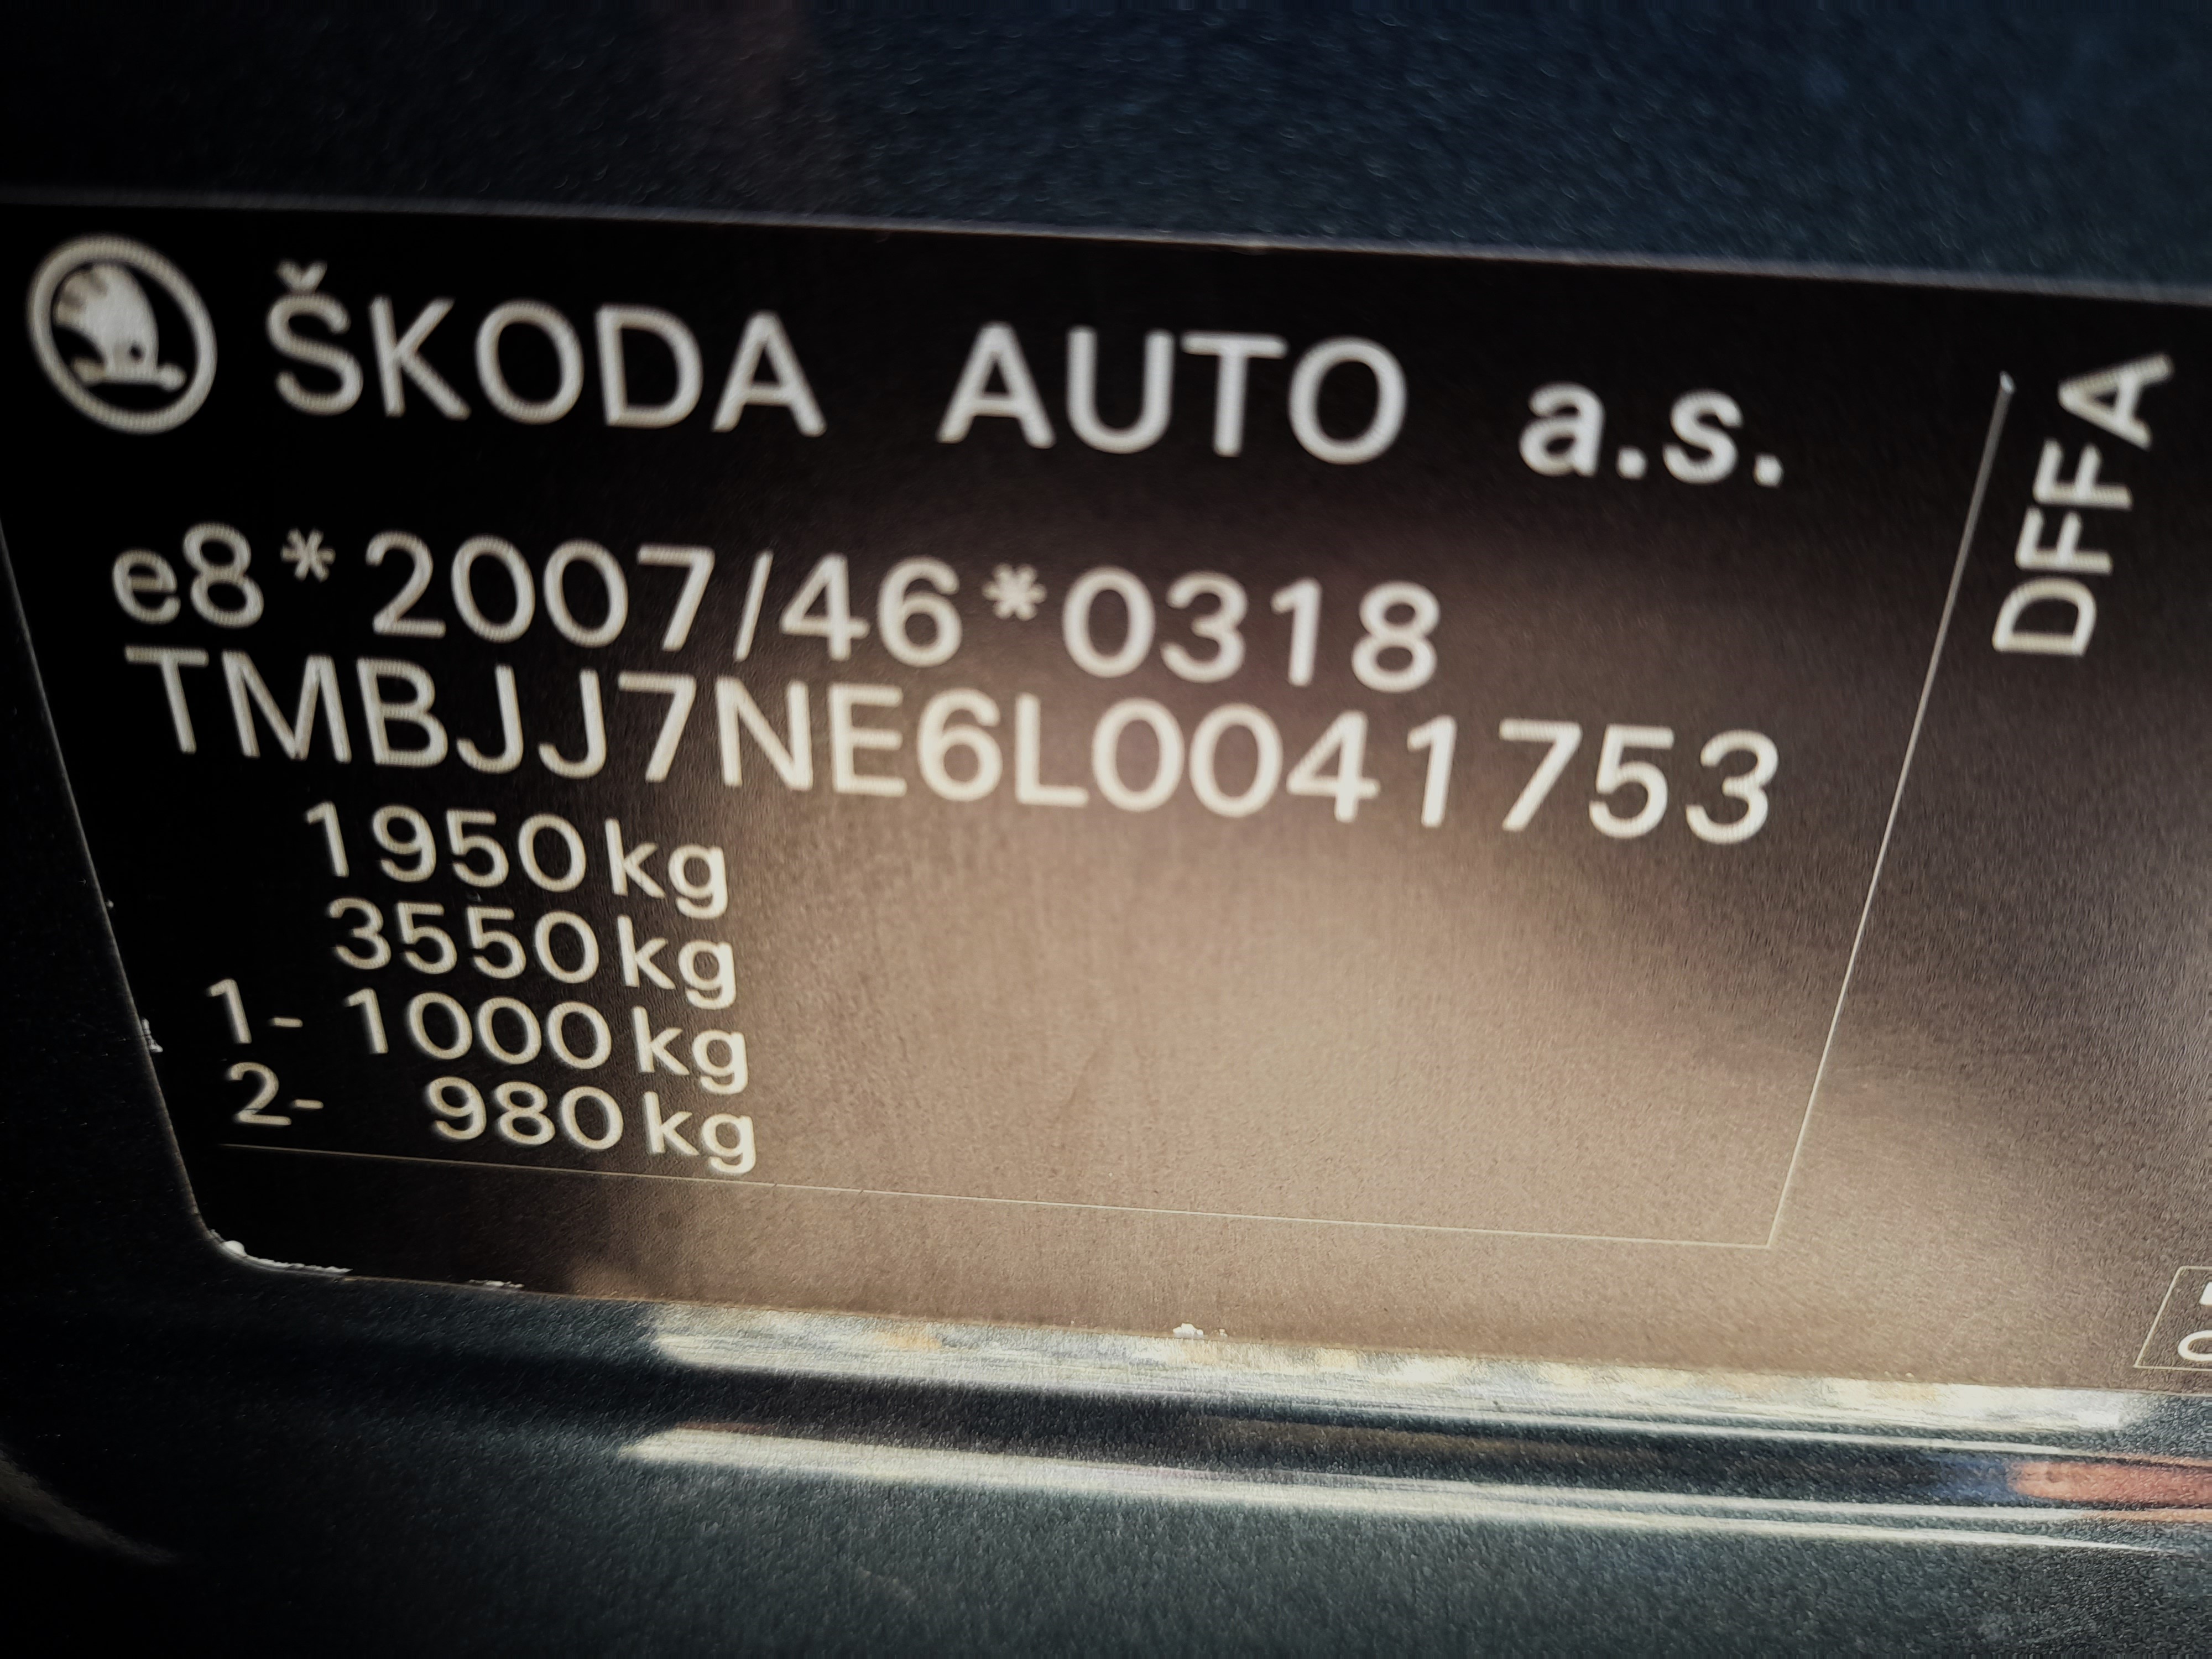 ŠKODA AUTO a.s.
e8*2007/46*0318
TMBJJ7NE6L0041753
1950kg
3550kg
1- 1000kg
2- 980kg
DFFA